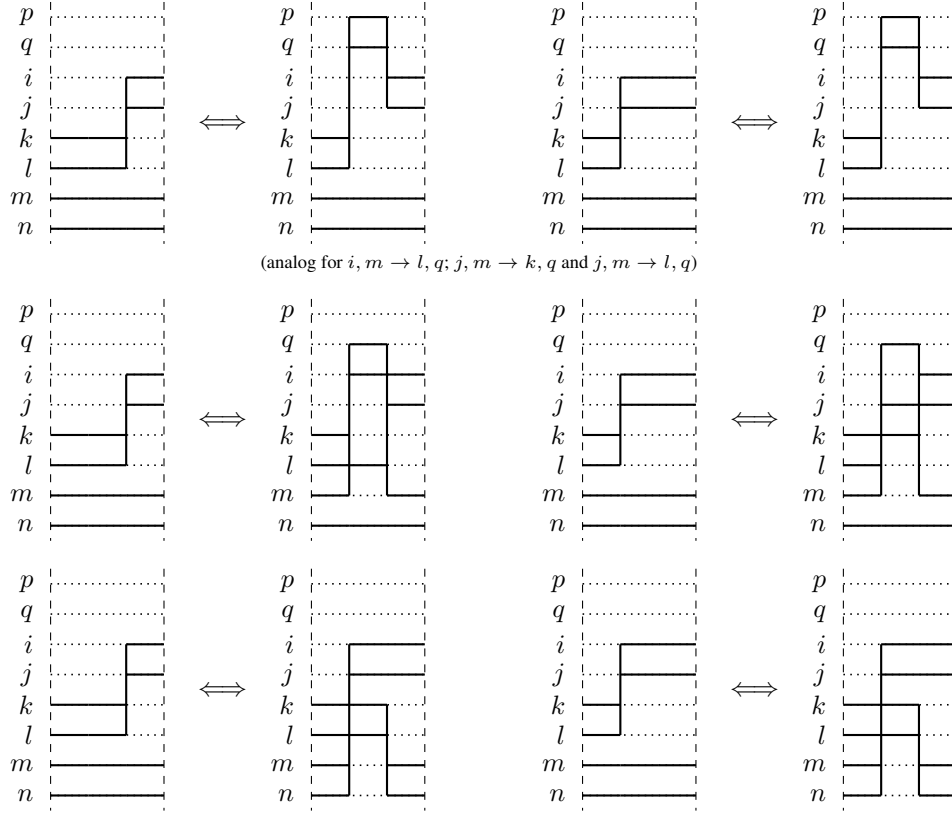 p p p p
q q q q
i i i i
j j j j
⟺ ⟺
k k k k
l l l l
m m m m
n n n n
(analog for i, m → l, q; j, m → k, q and j, m → l, q)
p p p p
q q q q
i i i i
j j j j
⟺ ⟺
k k k k
l l l l
m m m m
n n n n
p p p p
q q q q
i i i i
j j j j
⟺ ⟺
k k k k
l l l l
m m m m
n n n n